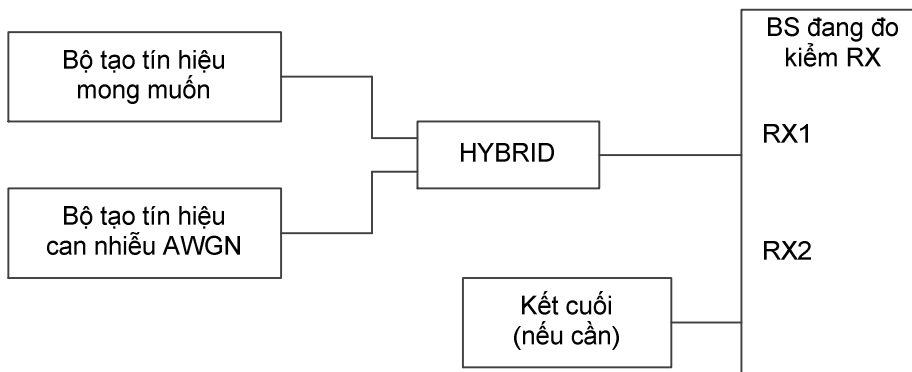 Bộ tạo tín hiệu
mong muốn
Bộ tạo tín hiệu
can nhiễu AWGN
HYBRID
Kết cuối
(nếu cần)
BS đang đo
kiểm RX
RX1
RX2